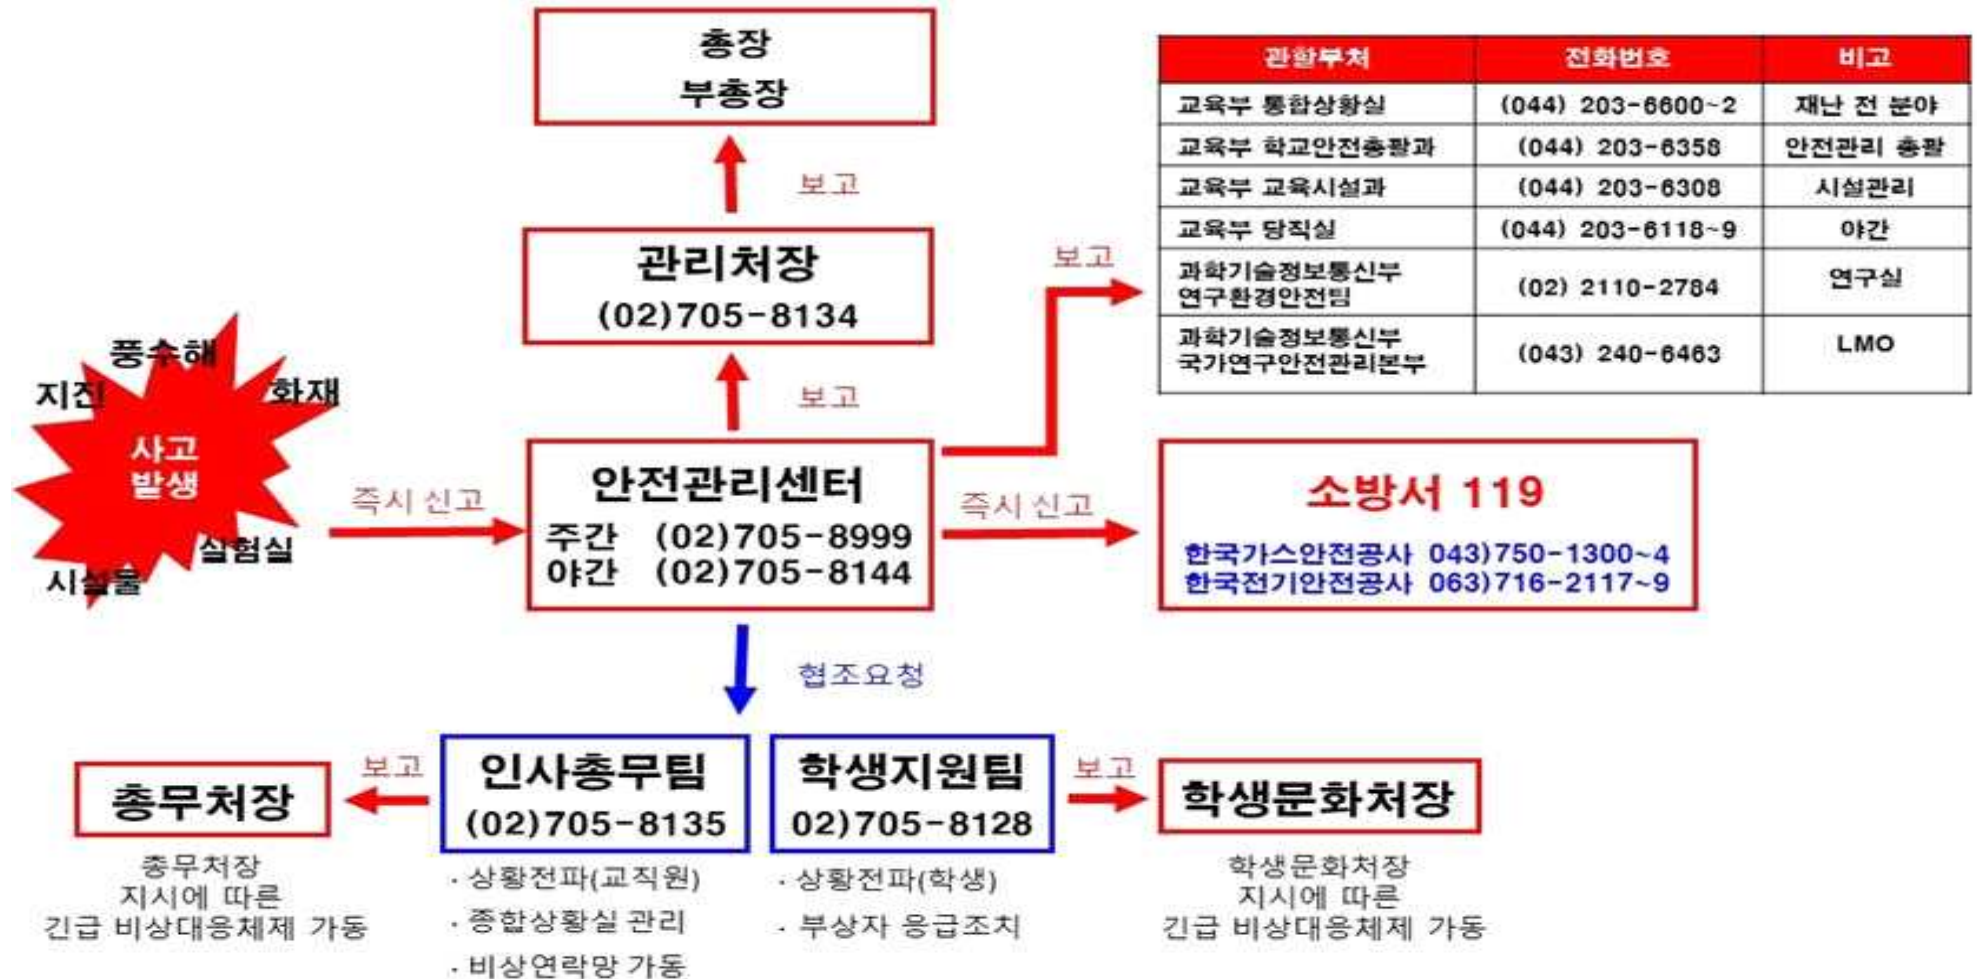 총장
부총장
보고
관리처장
(02)705-8134
보고
관할부처 전화번호 비고
교육부 통합상황실 (044) 203-6600~2 재난 전 분야
교육부 학교안전총괄과 (044) 203-6358 안전관리 총괄
교육부 교육시설과 (044) 203-6308 시설관리
교육부 당직실 (044) 203-6118~9 야간
과학기술정보통신부
연구환경안전팀 (02) 2110-2784 연구실
과학기술정보통신부
국가연구안전관리본부 (043) 240-6463 LMO
보고
풍수해
지진
화재
사고
발생
실험실
시설물
즉시 신고
안전관리센터
주간 (02)705-8999
야간 (02)705-8144
즉시 신고
소방서 119
한국가스안전공사 043)750-1300~4
한국전기안전공사 063)716-2117~9
협조요청
총무처장
보고
인사총무팀
(02)705-8135
학생지원팀
02)705-8128
보고
학생문화처장
총무처장
지시에 따른
긴급 비상대응체제 가동
· 상황전파(교직원)
· 종합상황실 관리
· 비상연락망 가동
· 상황전파(학생)
· 부상자 응급조치
학생문화처장
지시에 따른
긴급 비상대응체제 가동